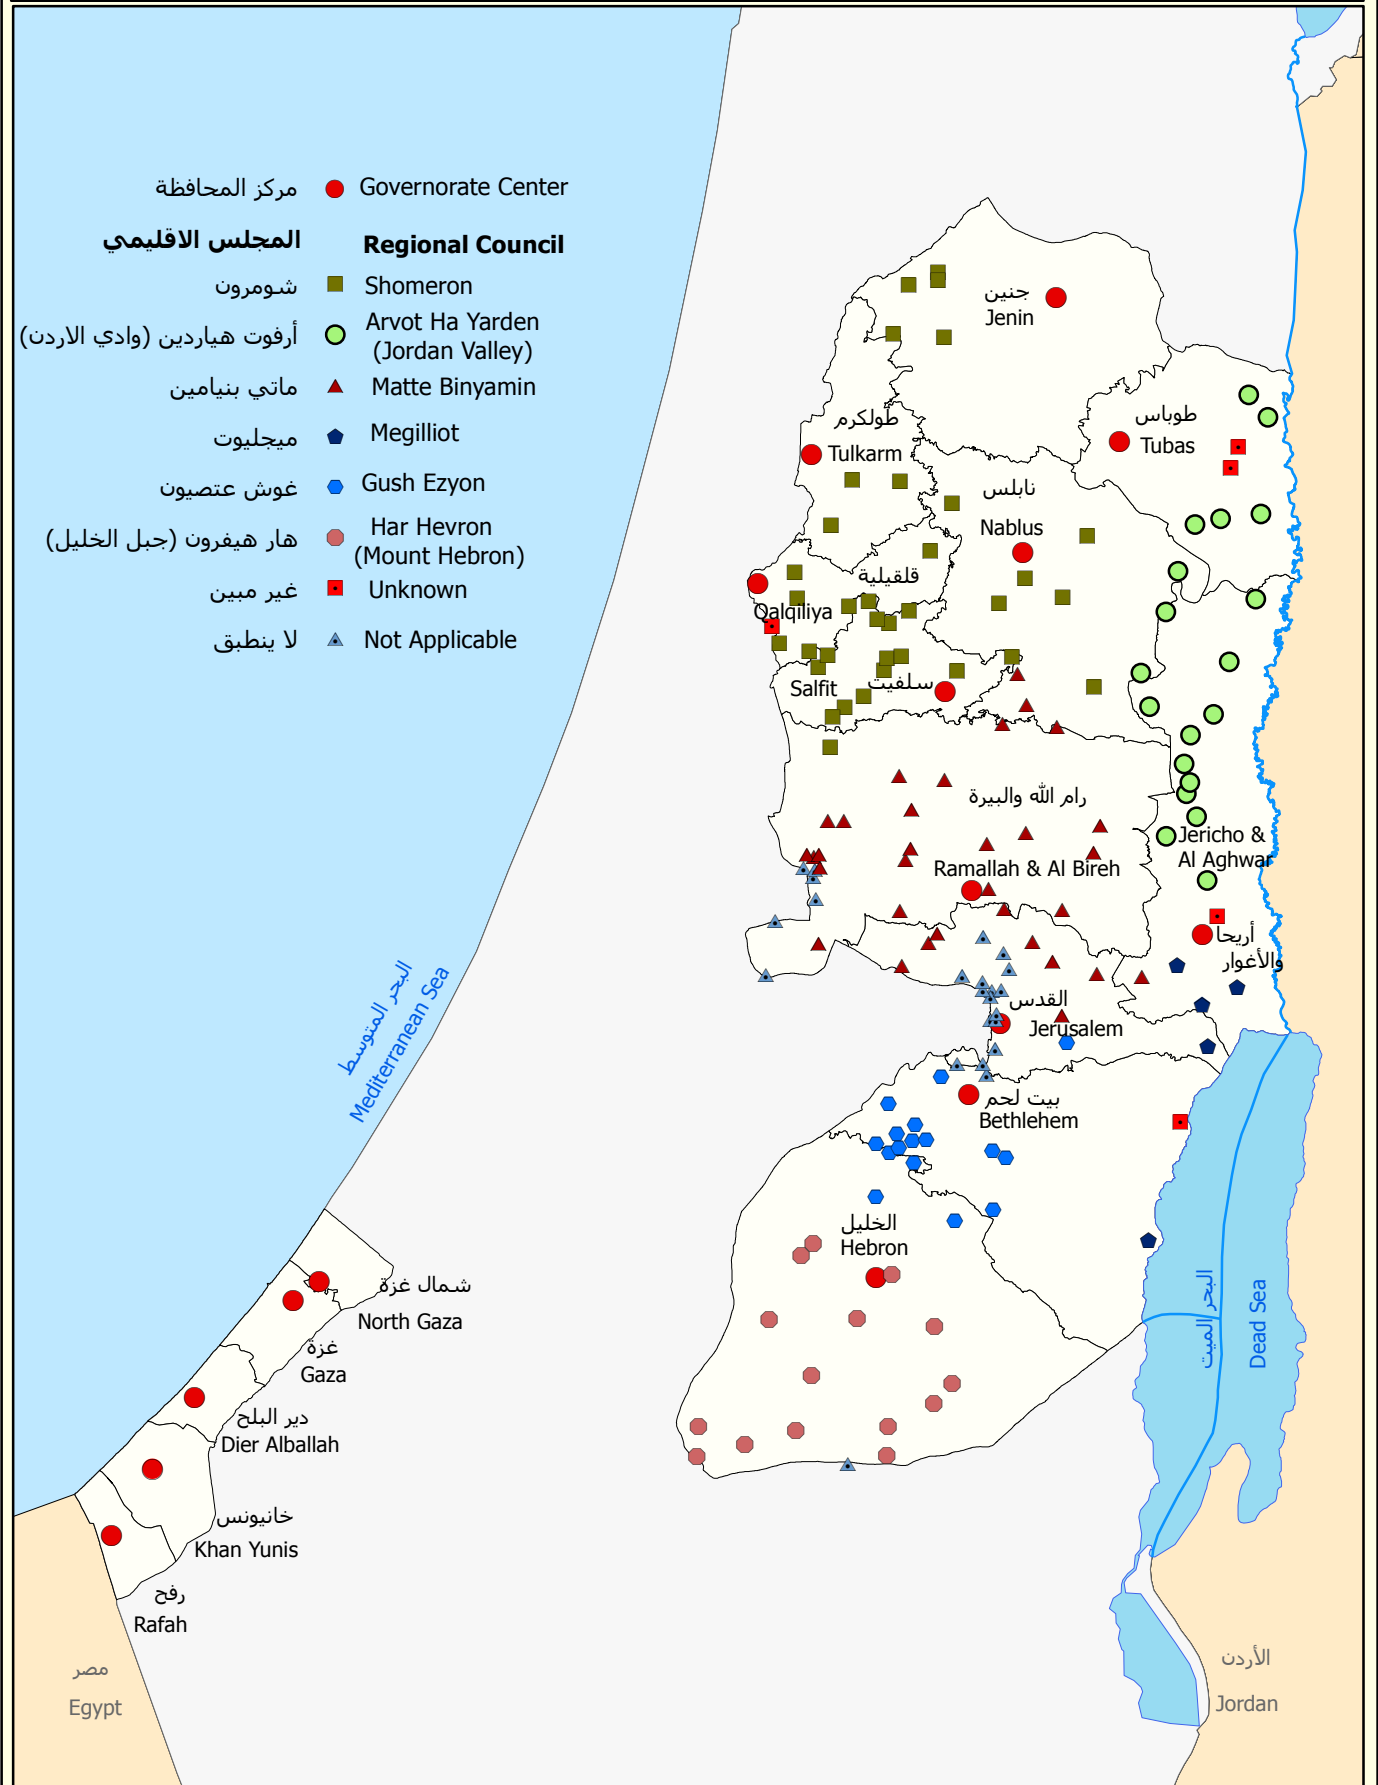 مركز المحافظة Governorate Center
المجلس الاقليمي Regional Council
شومرون Shomeron
أرفوت هياردين (وادي الاردن) Arvot Ha Yarden
(Jordan Valley)
ماتي بنيامين Matte Binyamin
ميجليوت Megilliot
غوش عتصيون Gush Ezyon
هار هيفرون (جبل الخليل) Har Hevron
(Mount Hebron)
غير مبين Unknown
لا ينطبق Not Applicable
جنين
Jenin
طوباس
Tubas
طولكرم
Tulkarm
نابلس
Nablus
قلقيلية
Qalqiliya
سلفيت
Salfit
رام الله والبيرة
Ramallah & Al Bireh
Jericho &
Al Aghwar
أريحا
والأغوار
القدس
Jerusalem
بيت لحم
Bethlehem
الخليل
Hebron
البحر المتوسط
Mediterranean Sea
البحر الميت
Dead Sea
شمال غزة
North Gaza
غزة
Gaza
دير البلح
Dier Alballah
خانيونس
Khan Yunis
رفح
Rafah
مصر
Egypt
الأردن
Jordan